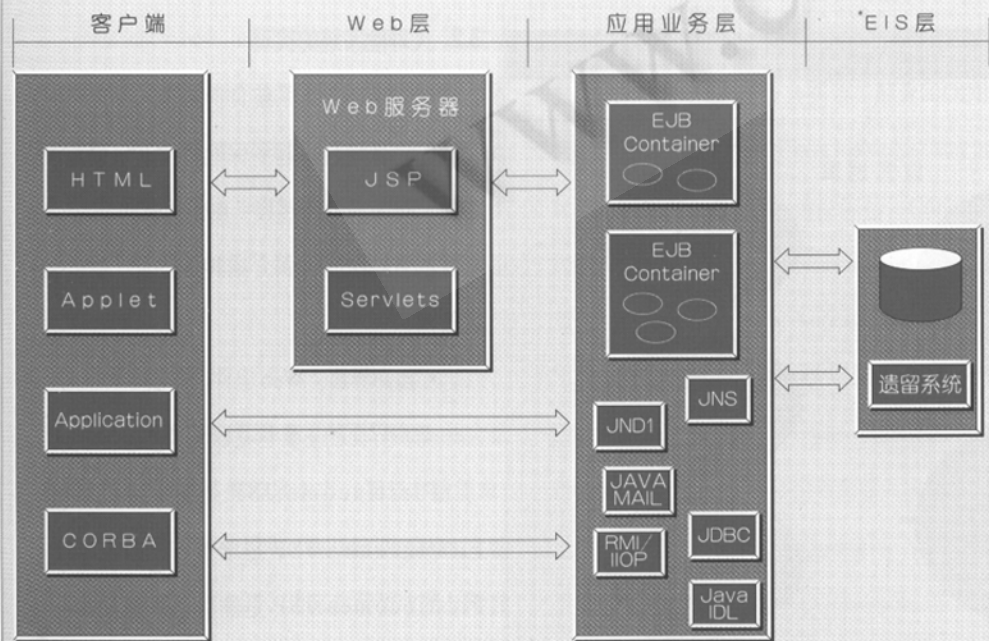 客户端
Web层
应用业务层
*EIS层
HTML
Applet
Application
CORBA
Web服务器
JSP
Servlets
EJB
Container
EJB
Container
JNS
JND1
JAVA
MAIL
RMI/
IIOP
JDBC
Java
IDL
遗留系统